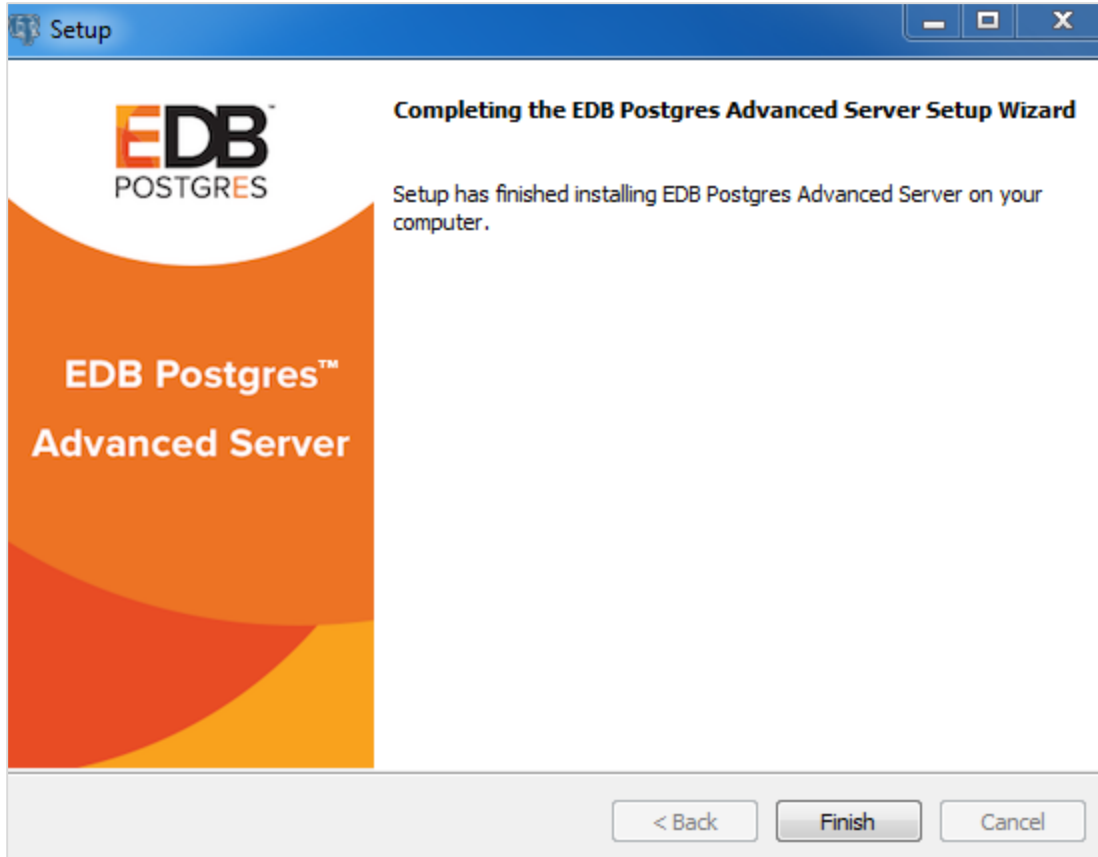 Setup
EDB™
POSTGRES
EDB Postgres™
Advanced Server
Completing the EDB Postgres Advanced Server Setup Wizard
Setup has finished installing EDB Postgres Advanced Server on your
computer.
< Back
Finish
Cancel